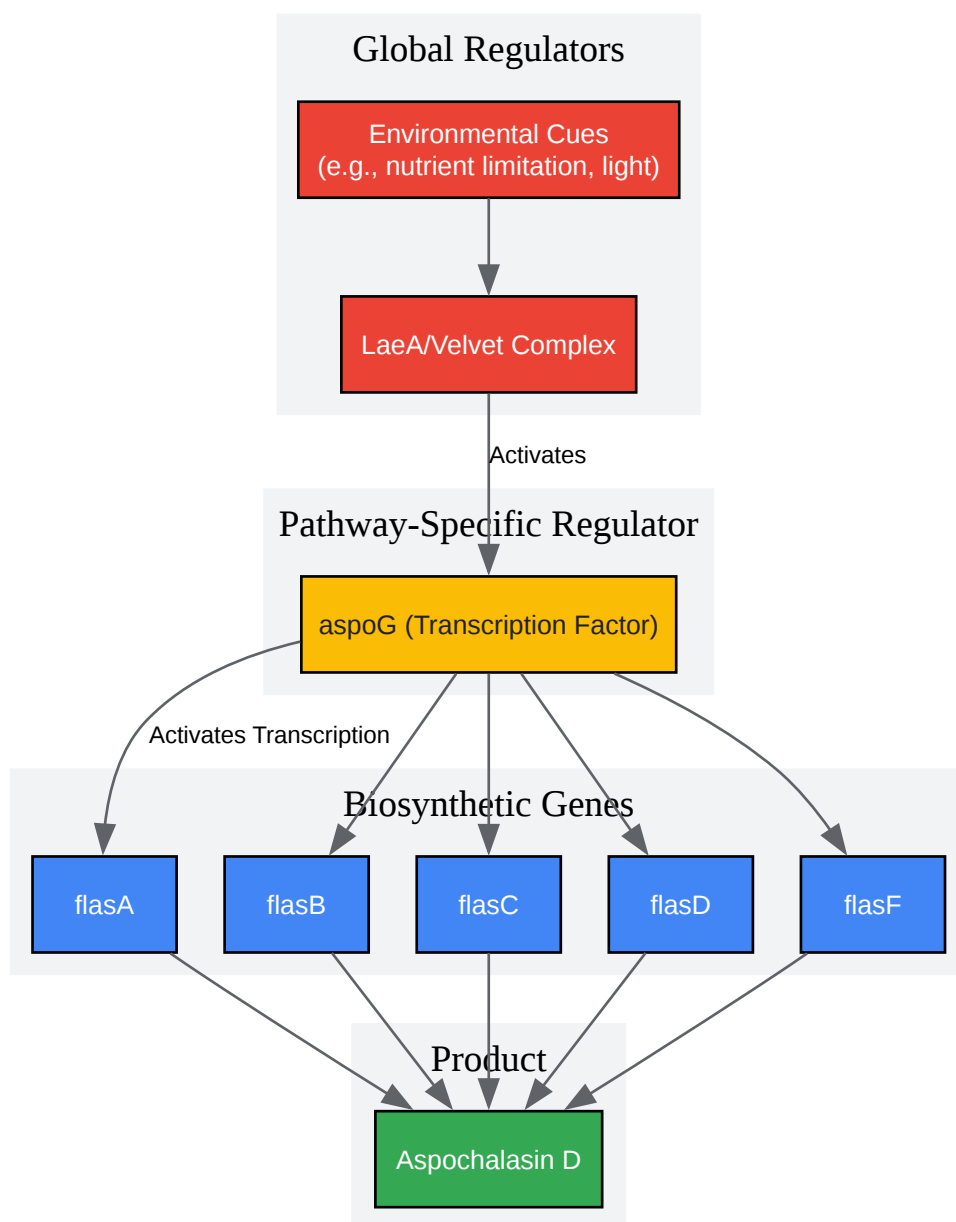 Global Regulators
Environmental Cues
(e.g., nutrient limitation, light)
LaeA/Velvet Complex
Activates
Pathway-Specific Regulator
aspoG (Transcription Factor)
Activates Transcription
Biosynthetic Genes
flasA
flasB
flasC
flasD
flasF
Product
Aspochalasin D